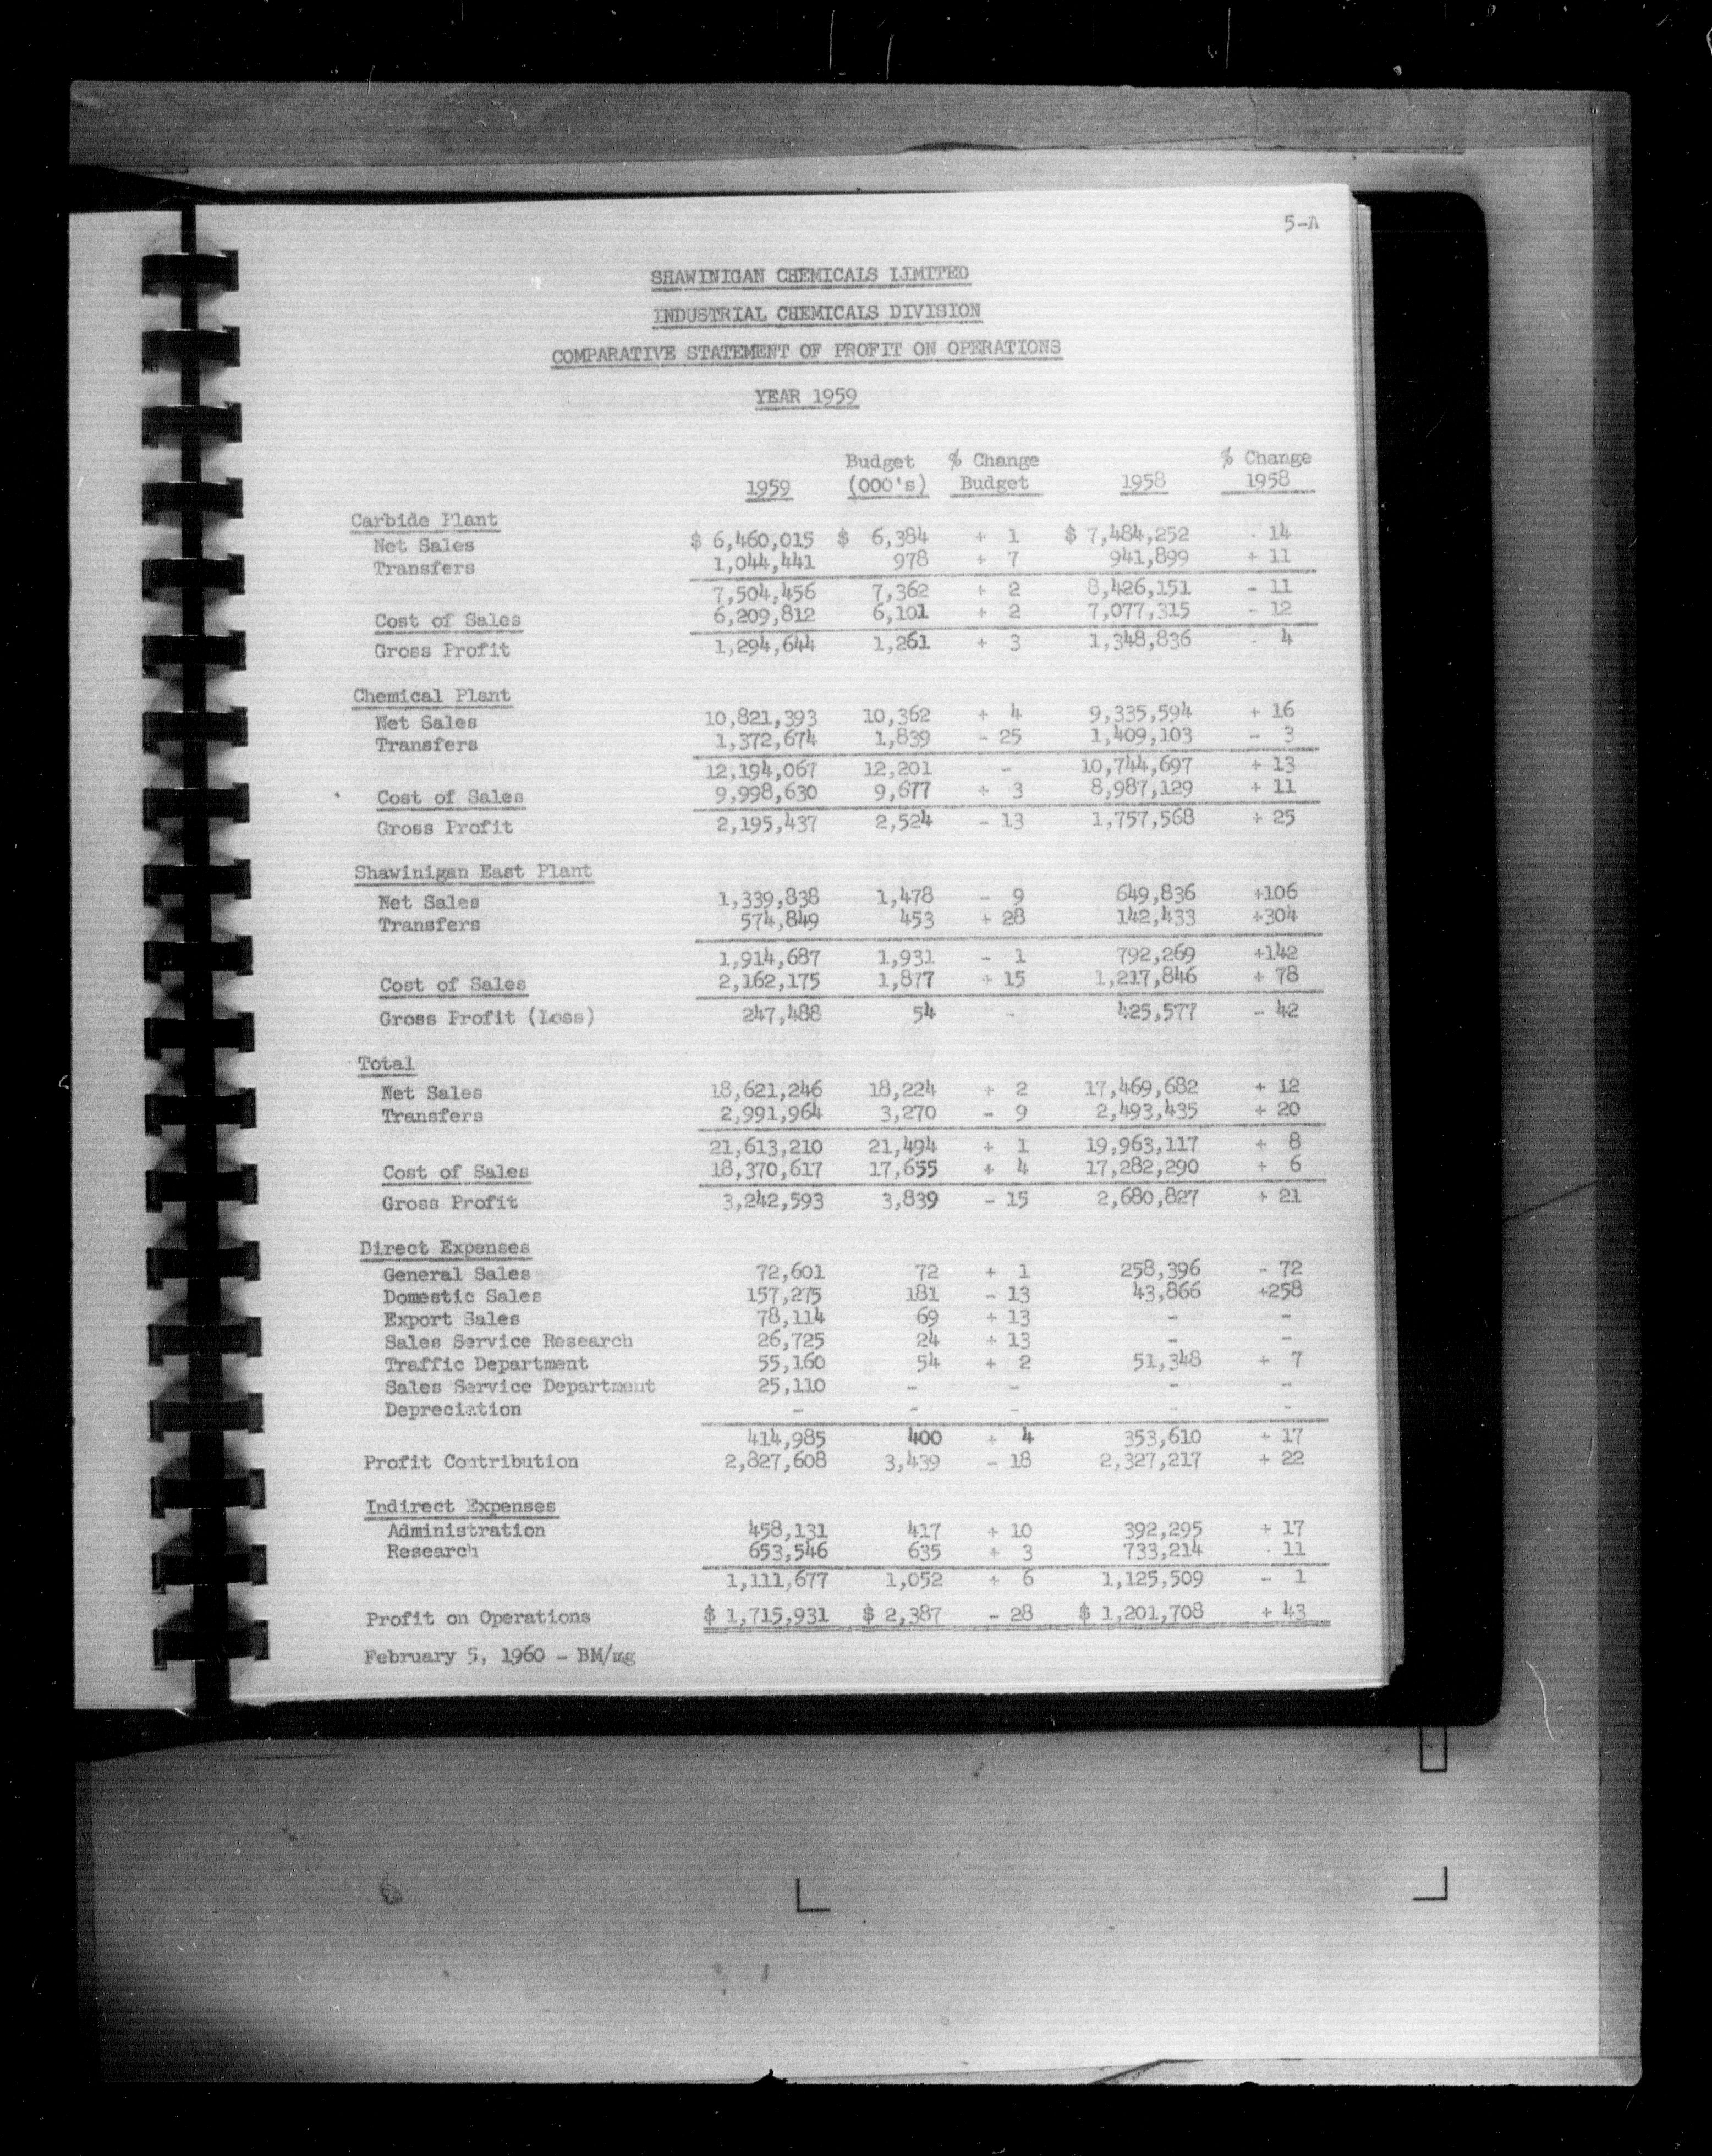 5-A
SHAWINIGAN CHEMICALS LIMITED
INDUSTRIAL CHEMICALS DIVISION
COMPARATIVE STATEMENT OF PROFIT ON OPERATIONS
YEAR 1959
Budget % Change % Change
1959 (000's) Budget 1958 1958
Carbide Plant
Net Sales $ 6,460,015 $ 6,384 + 1 $ 7,484,252 - 14
Transfers 1,044,441 978 + 7 941,899 + 11
7,504,456 7,362 + 2 8,426,151 - 11
Cost of Sales 6,209,812 6,101 + 2 7,077,315 - 12
Gross Profit 1,294,644 1,261 + 3 1,348,836 - 4
Chemical Plant
Net Sales 10,821,393 10,362 + 4 9,335,594 + 16
Transfers 1,372,674 1,839 - 25 1,409,103 - 3
12,194,067 12,201 - 10,744,697 + 13
Cost of Sales 9,998,630 9,677 + 3 8,987,129 + 11
Gross Profit 2,195,437 2,524 - 13 1,757,568 + 25
Shawinigan East Plant
Net Sales 1,339,838 1,478 - 9 649,836 +106
Transfers 574,849 453 + 28 142,433 +304
1,914,687 1,931 - 1 792,269 +142
Cost of Sales 2,162,175 1,877 + 15 1,217,846 + 78
Gross Profit (Loss) 247,488 54 - 425,577 - 42
Total
Net Sales 18,621,246 18,224 + 2 17,469,682 + 12
Transfers 2,991,964 3,270 - 9 2,493,435 + 20
21,613,210 21,494 + 1 19,963,117 + 8
Cost of Sales 18,370,617 17,655 + 4 17,282,290 + 6
Gross Profit 3,242,593 3,839 - 15 2,680,827 + 21
Direct Expenses
General Sales 72,601 72 + 1 258,396 - 72
Domestic Sales 157,275 181 - 13 43,866 +258
Export Sales 78,114 69 + 13 - -
Sales Service Research 26,725 24 + 13 - -
Traffic Department 55,160 54 + 2 51,348 + 7
Sales Service Department 25,110 - - - -
Depreciation - - - - -
414,985 400 + 4 353,610 + 17
Profit Contribution 2,827,608 3,439 - 18 2,327,217 + 22
Indirect Expenses
Administration 458,131 417 + 10 392,295 + 17
Research 653,546 635 + 3 733,214 - 11
1,111,677 1,052 + 6 1,125,509 - 1
Profit on Operations $ 1,715,931 $ 2,387 - 28 $ 1,201,708 + 43
February 5, 1960 - BM/mg